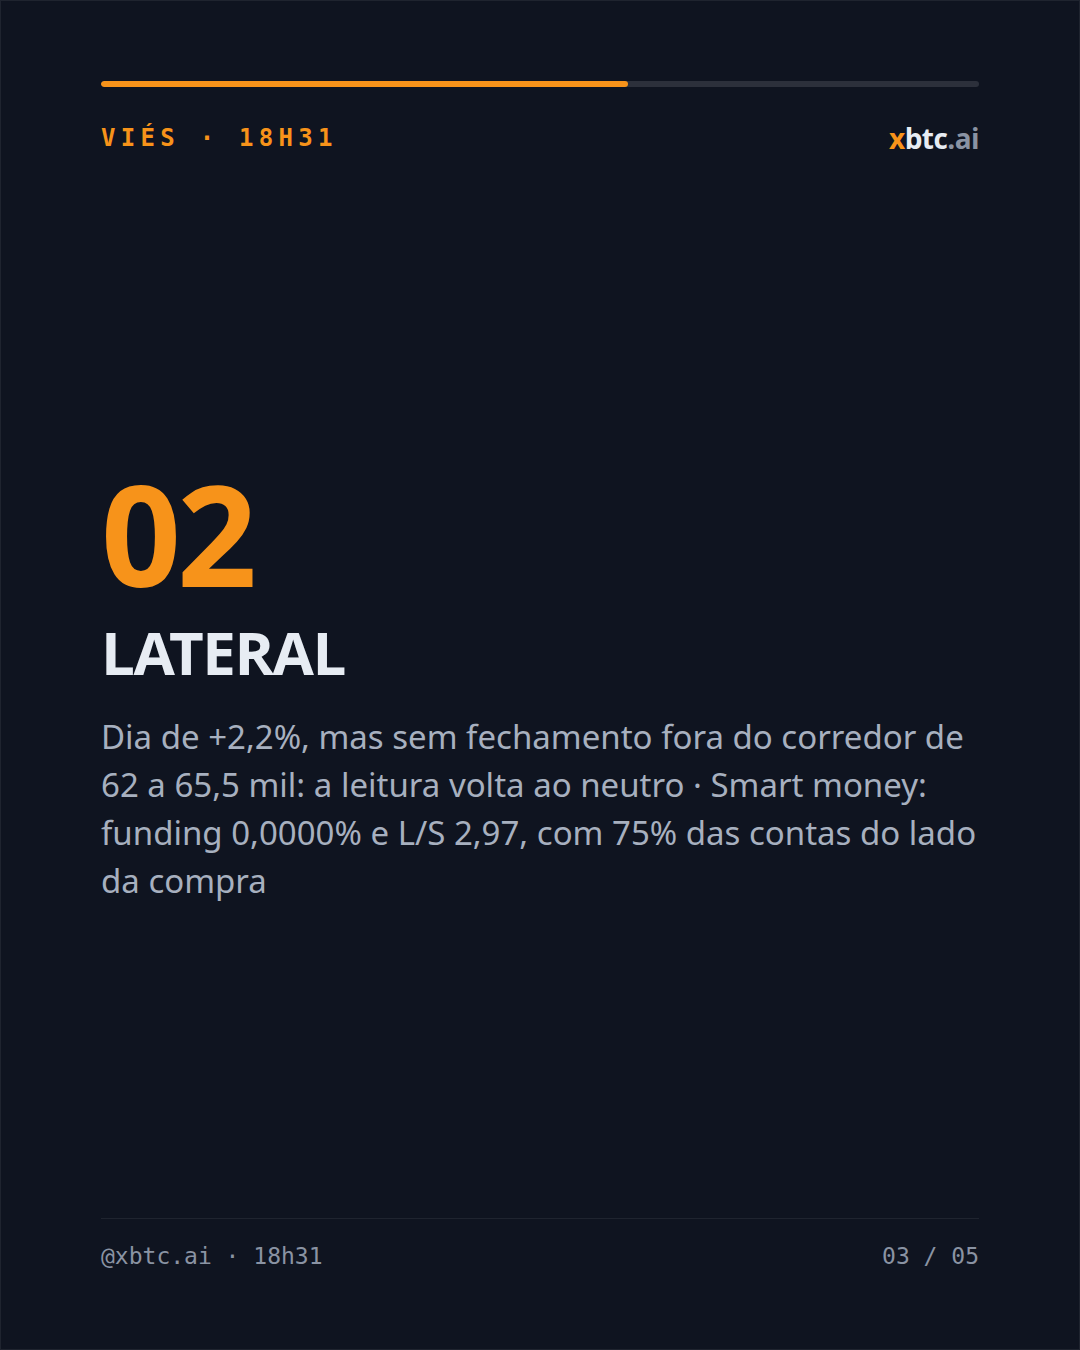 VIÉS · 18H31
xbtc.ai
02
LATERAL
Dia de +2,2%, mas sem fechamento fora do corredor de
62 a 65,5 mil: a leitura volta ao neutro · Smart money:
funding 0,0000% e L/S 2,97, com 75% das contas do lado
da compra
@xbtc.ai · 18h31
03 / 05